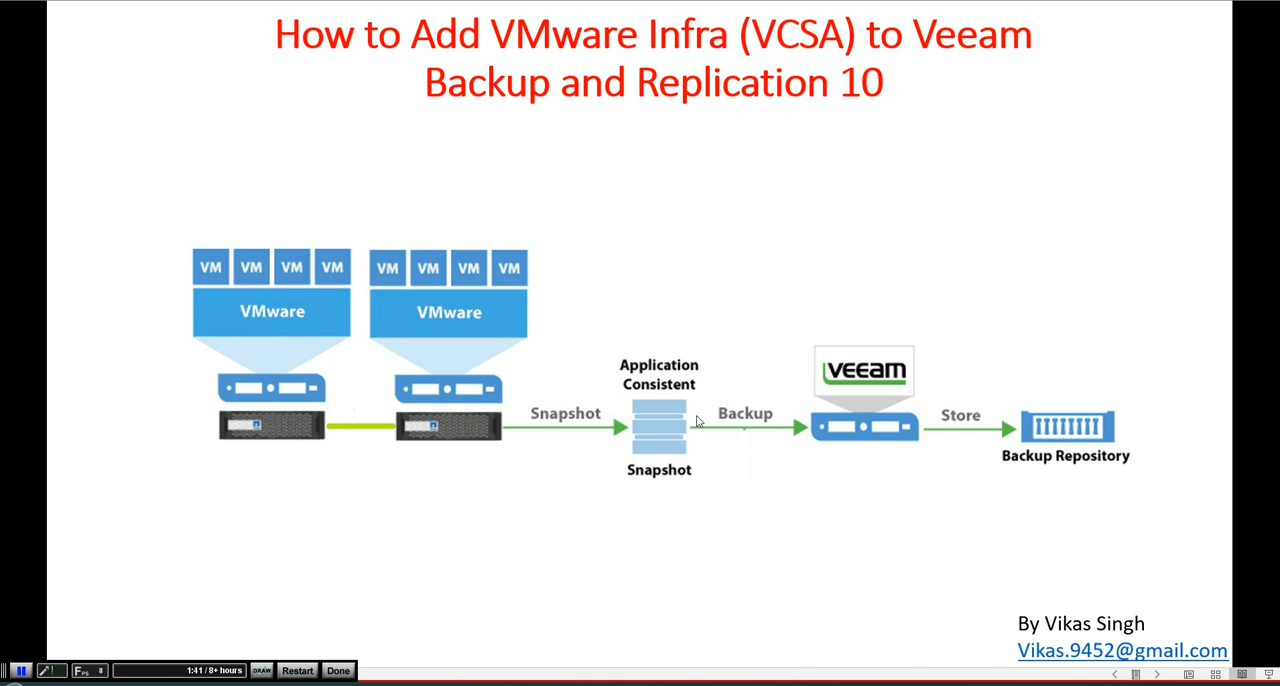 How to Add VMware Infra (VCSA) to Veeam
Backup and Replication 10
VM VM VM VM
VM VM VM VM
VMware
VMware
Application
Consistent
Snapshot
Backup
Store
Snapshot
Backup Repository
veeam
By Vikas Singh
Vikas.9452@gmail.com
FPS 8
1:41 / 8+ hours
DRAW
Restart
Done